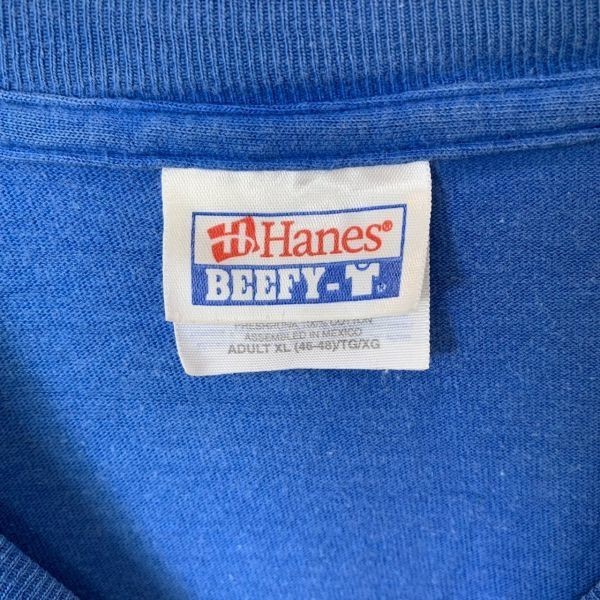 Hanes®
BEEFY-T®
PRESHRUNK 100% COTTON
ASSEMBLED IN MEXICO
ADULT XL (46-48)/TG/XG